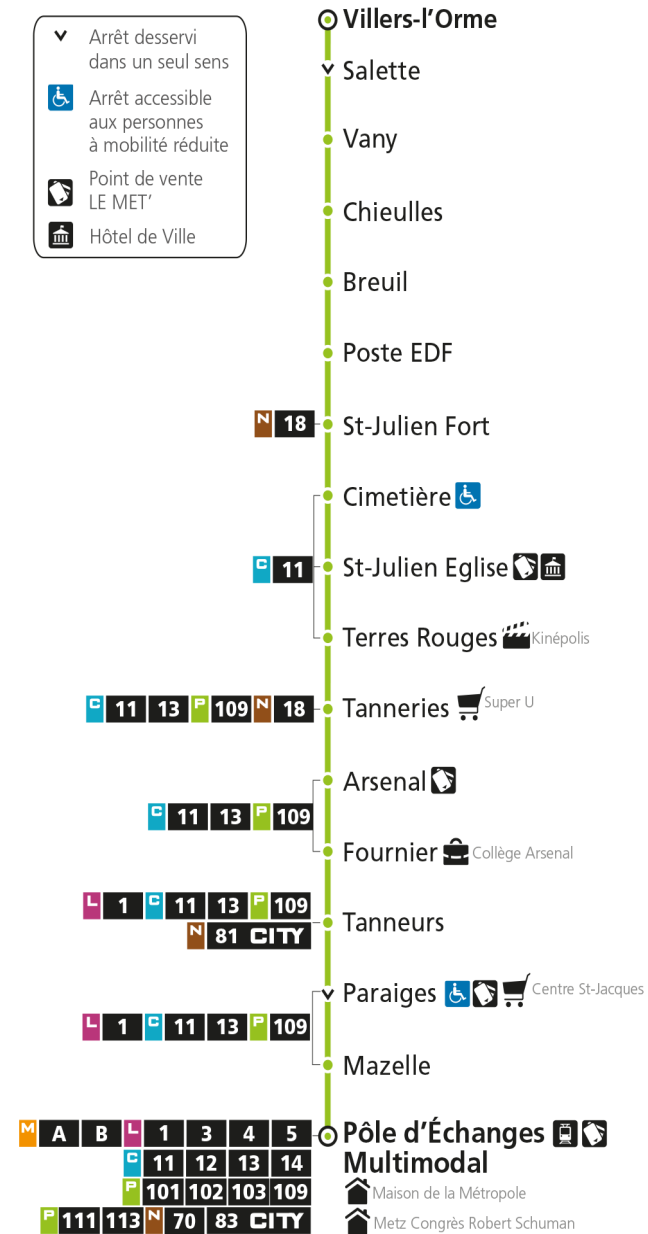 Villers-l'Orme
Arrêt desservi
dans un seul sens
Arrêt accessible
aux personnes
à mobilité réduite
Point de vente
LE MET'
Hôtel de Ville
Salette
Vany
Chieulles
Breuil
Poste EDF
N 18 St-Julien Fort
Cimetière
C 11 St-Julien Eglise
Terres Rouges Kinépolis
C 11 13 P 109 N 18 Tanneries Super U
Arsenal
C 11 13 P 109
Fournier Collège Arsenal
L 1 C 11 13 P 109
N 81 CITY
Tanneurs
Paraiges Centre St-Jacques
L 1 C 11 13 P 109
Mazelle
M A B L 1 3 4 5 Pôle d'Échanges
C 11 12 13 14 Multimodal
P 101 102 103 109 Maison de la Métropole
P 111 113 N 70 83 CITY Metz Congrès Robert Schuman